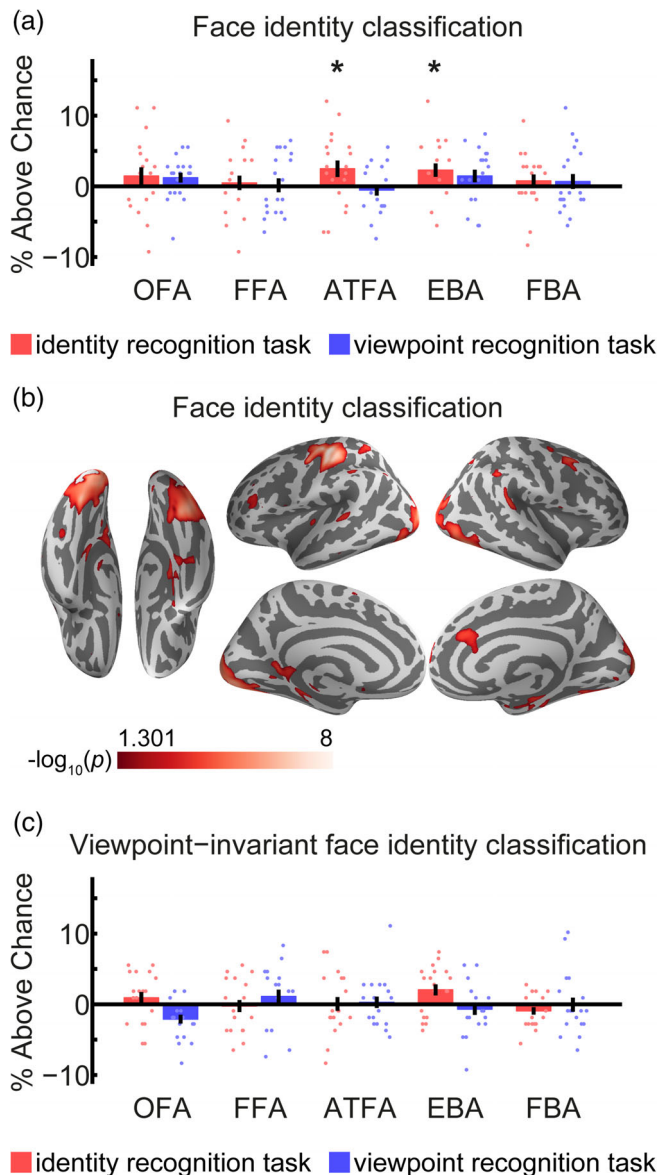 (a)
Face identity classification
* *
% Above Chance
10
0
−10
OFA FFA ATFA EBA FBA
identity recognition task viewpoint recognition task
(b)
Face identity classification
1.301 8
-log10(p)
(c)
Viewpoint−invariant face identity classification
% Above Chance
10
0
−10
OFA FFA ATFA EBA FBA
identity recognition task viewpoint recognition task